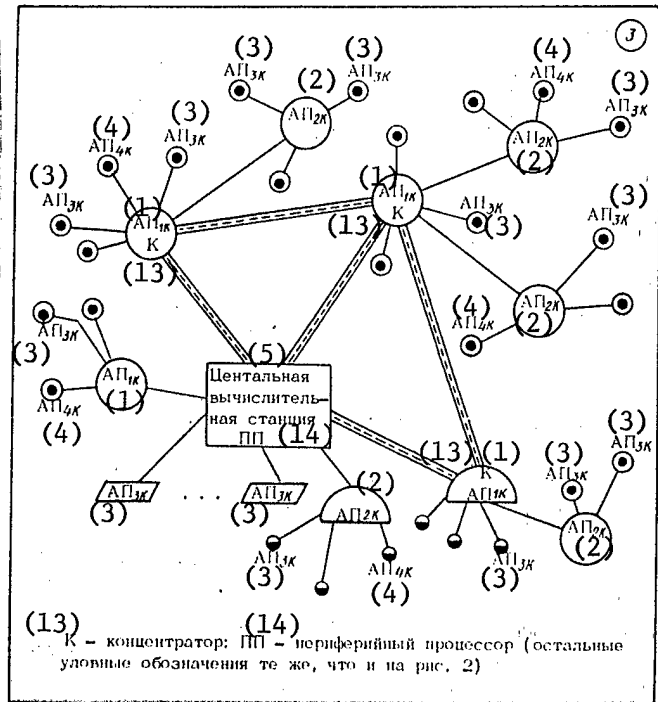 3
(3)
АП3К
(3)
АП3К
(2)
АП2К
(4)
АП4К
(3)
АП3К
АП2К
(2)
(4)
АП4К
(3)
АП3К
(3)
АП3К
(1)
АП1К
К
(13)
(1)
АП1К
К
(13)
АП3К
(3)
(3)
АП3К
АП2К
(2)
(4)
АП4К
АП3К
(3)
АП1К
(1)
АП4К
(4)
(5)
Центальная
вычислитель-
ная станция
ПП (14)
АП3К
(3)
...
АП3К
(3)
(2)
АП2К
АП3К
(3)
АП4К
(4)
(13) (1)
К
АП1К
АП3К
(3)
(3)
АП3К
(3)
АП3К
(2)
(13) (14)
К – концентратор; ПП – периферийный процессор (остальные
уловные обозначения те же, что и на рис. 2)